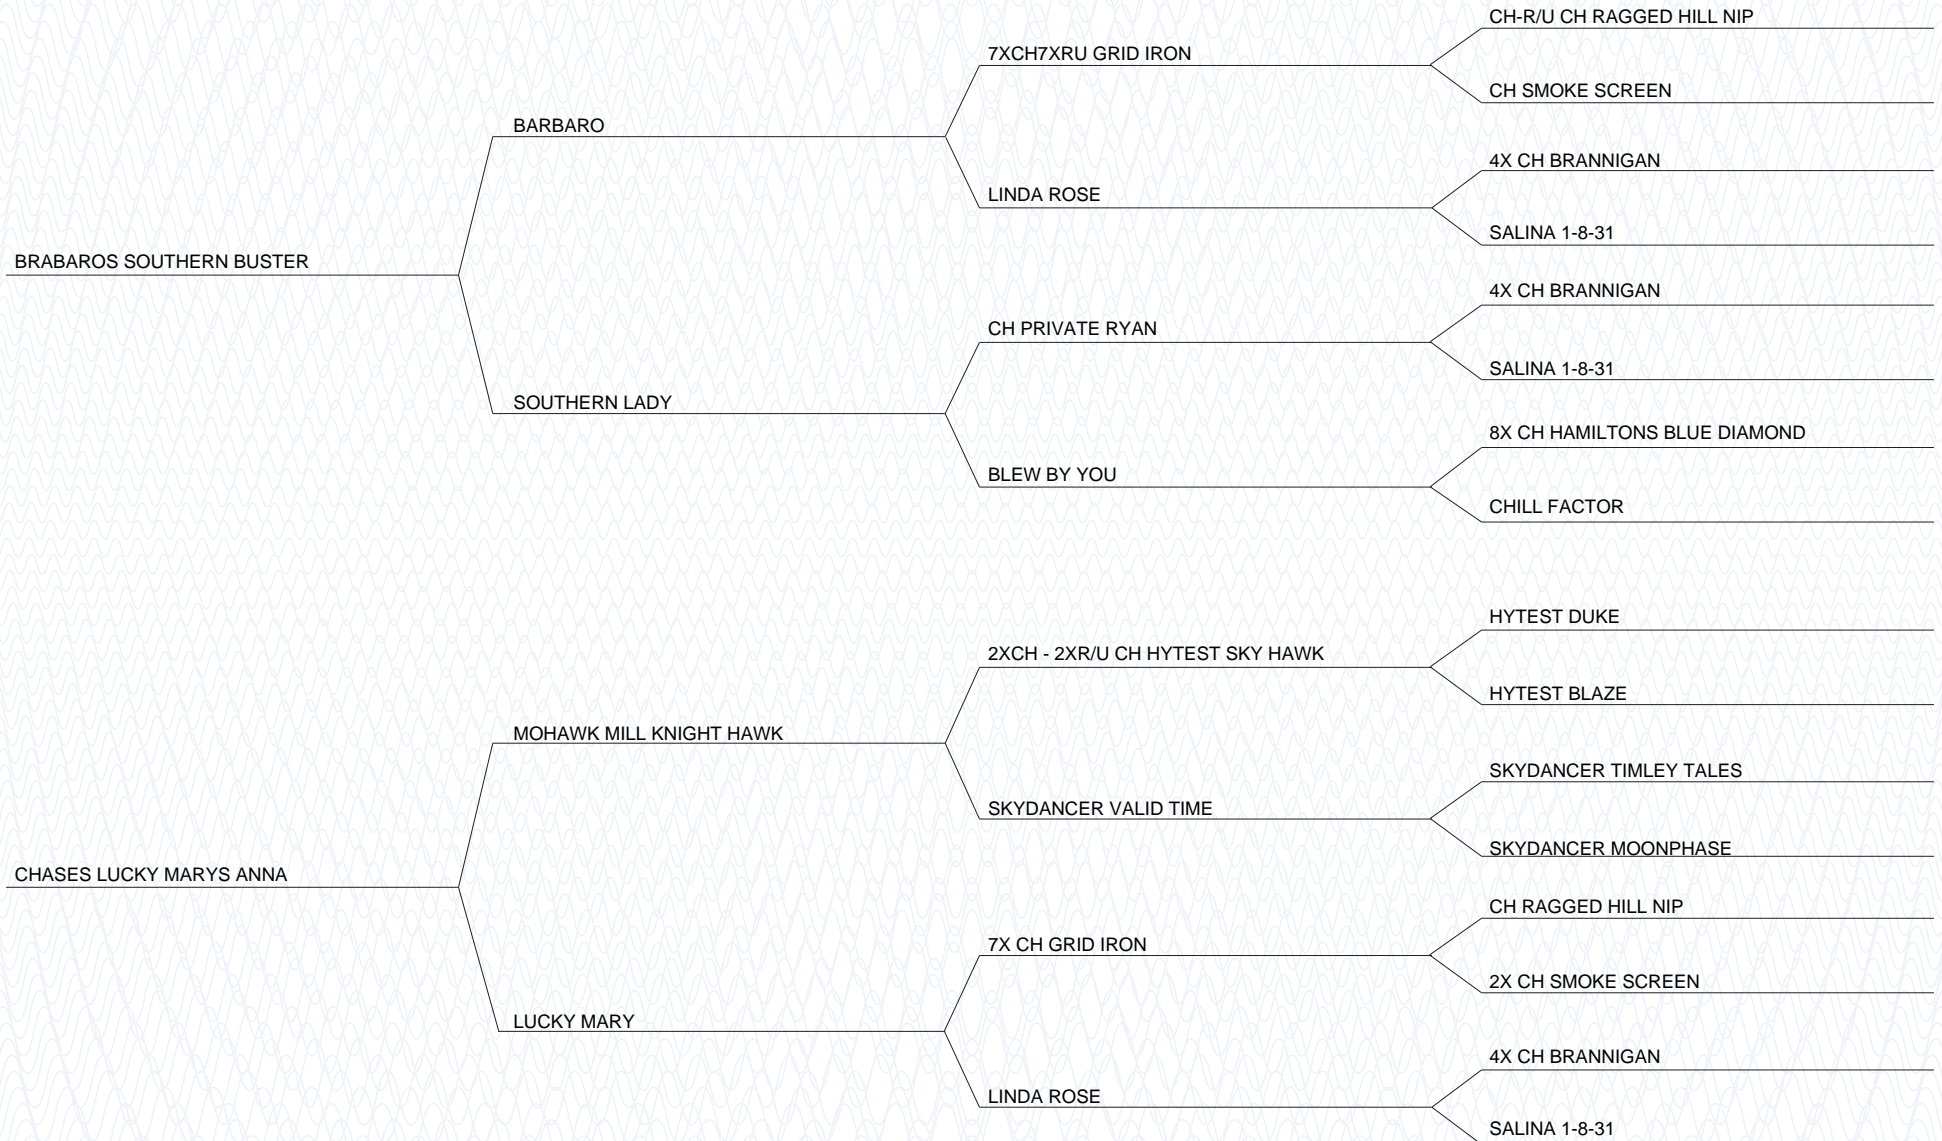 CH-R/U CH RAGGED HILL NIP
7XCH7XRU GRID IRON
CH SMOKE SCREEN
BARBARO
4X CH BRANNIGAN
LINDA ROSE
SALINA 1-8-31
BRABAROS SOUTHERN BUSTER
4X CH BRANNIGAN
CH PRIVATE RYAN
SALINA 1-8-31
SOUTHERN LADY
8X CH HAMILTONS BLUE DIAMOND
BLEW BY YOU
CHILL FACTOR
HYTEST DUKE
2XCH - 2XR/U CH HYTEST SKY HAWK
HYTEST BLAZE
MOHAWK MILL KNIGHT HAWK
SKYDANCER TIMLEY TALES
SKYDANCER VALID TIME
SKYDANCER MOONPHASE
CHASES LUCKY MARYS ANNA
CH RAGGED HILL NIP
7X CH GRID IRON
2X CH SMOKE SCREEN
LUCKY MARY
4X CH BRANNIGAN
LINDA ROSE
SALINA 1-8-31